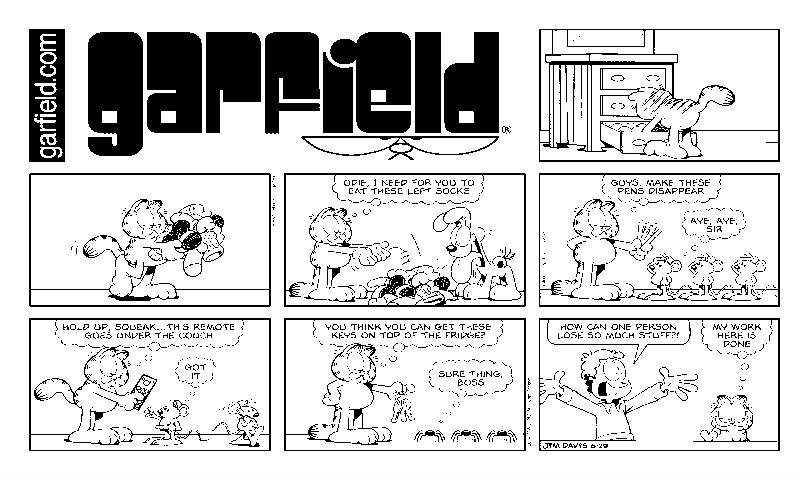 garfield.com
garfield®
ODIE, I NEED FOR YOU TO
EAT THESE LEFT SOCKS
GUYS, MAKE THESE
PENS DISAPPEAR
AYE, AYE,
SIR
HOLD UP, SQUEAK...THIS REMOTE
GOES UNDER THE COUCH
GOT
IT
YOU THINK YOU CAN GET THESE
KEYS ON TOP OF THE FRIDGE?
SURE THING,
BOSS
HOW CAN ONE PERSON
LOSE SO MUCH STUFF?!
MY WORK
HERE IS
DONE
JIM DAVIS 6-29